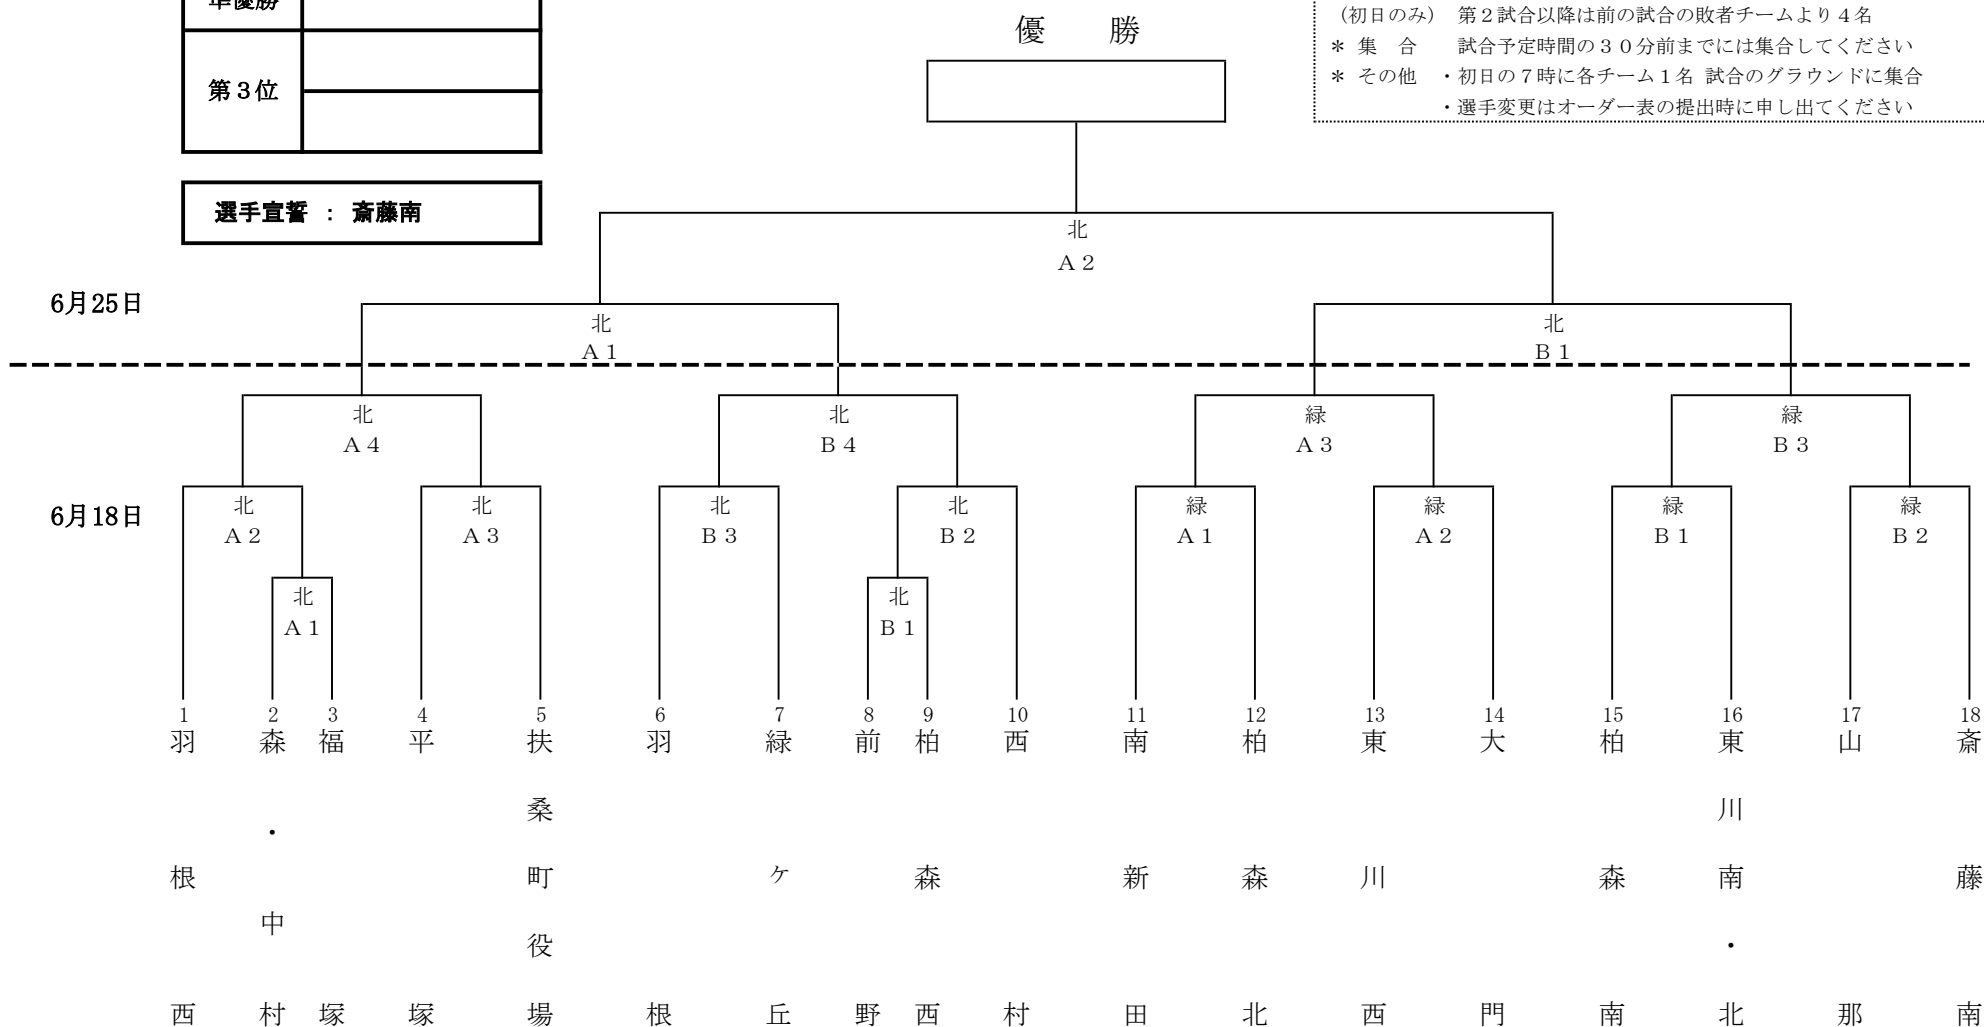 準優勝
第３位
選手宣誓 ： 斎藤南
優　勝
（初日のみ） 第２試合以降は前の試合の敗者チームより４名
＊ 集　合　試合予定時間の３０分前までには集合してください
＊ その他　・初日の７時に各チーム１名 試合のグラウンドに集合
・選手変更はオーダー表の提出時に申し出てください
北
Ａ２
6月25日
北
Ａ１
北
Ｂ１
北
Ａ４
北
Ｂ４
緑
Ａ３
緑
Ｂ３
6月18日
北
Ａ２
北
Ａ３
北
Ｂ３
北
Ｂ２
緑
Ａ１
緑
Ａ２
緑
Ｂ１
緑
Ｂ２
北
Ａ１
北
Ｂ１
1
羽根西
2
森・中村
3
福塚
4
平塚
5
扶桑町役場
6
羽根
7
緑ケ丘
8
前野
9
柏森西
10
西村
11
南新田
12
柏森北
13
東川西
14
大門
15
柏森南
16
東川南・北
17
山那
18
斎藤南